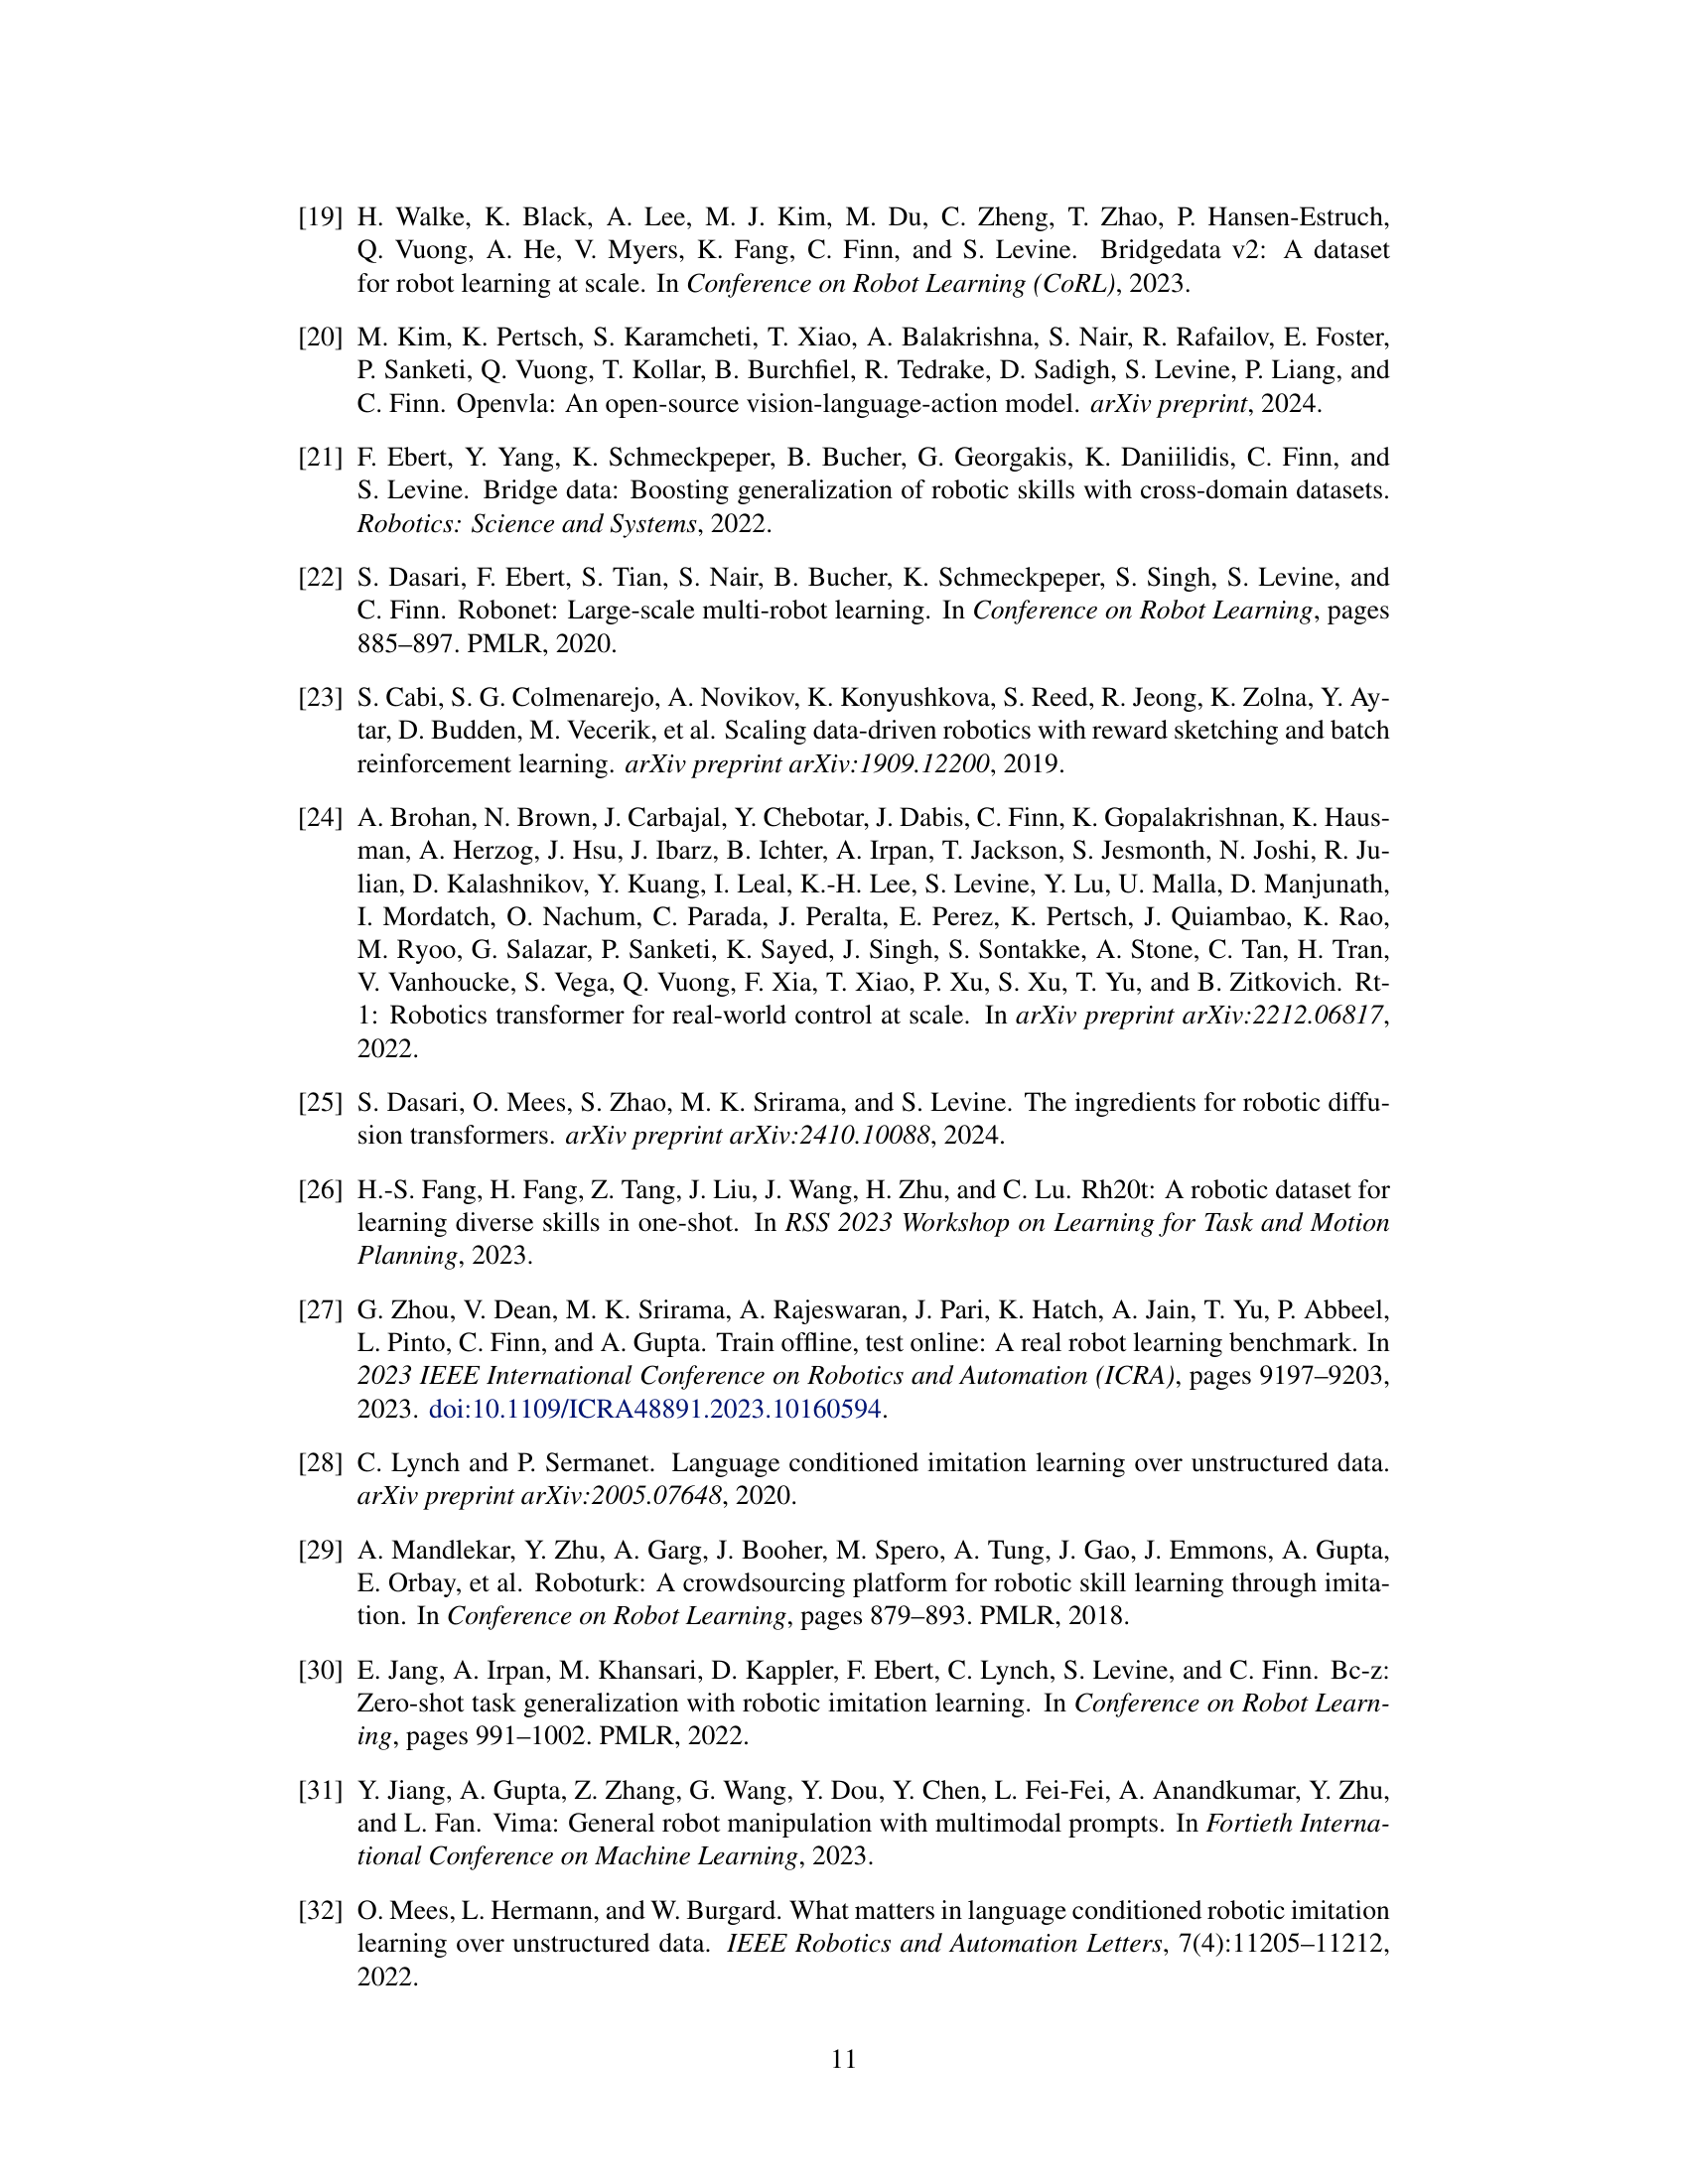 [19] H. Walke, K. Black, A. Lee, M. J. Kim, M. Du, C. Zheng, T. Zhao, P. Hansen-Estruch,
Q. Vuong, A. He, V. Myers, K. Fang, C. Finn, and S. Levine. Bridgedata v2: A dataset
for robot learning at scale. In Conference on Robot Learning (CoRL), 2023.
[20] M. Kim, K. Pertsch, S. Karamcheti, T. Xiao, A. Balakrishna, S. Nair, R. Rafailov, E. Foster,
P. Sanketi, Q. Vuong, T. Kollar, B. Burchfiel, R. Tedrake, D. Sadigh, S. Levine, P. Liang, and
C. Finn. Openvla: An open-source vision-language-action model. arXiv preprint, 2024.
[21] F. Ebert, Y. Yang, K. Schmeckpeper, B. Bucher, G. Georgakis, K. Daniilidis, C. Finn, and
S. Levine. Bridge data: Boosting generalization of robotic skills with cross-domain datasets.
Robotics: Science and Systems, 2022.
[22] S. Dasari, F. Ebert, S. Tian, S. Nair, B. Bucher, K. Schmeckpeper, S. Singh, S. Levine, and
C. Finn. Robonet: Large-scale multi-robot learning. In Conference on Robot Learning, pages
885–897. PMLR, 2020.
[23] S. Cabi, S. G. Colmenarejo, A. Novikov, K. Konyushkova, S. Reed, R. Jeong, K. Zolna, Y. Ay-
tar, D. Budden, M. Vecerik, et al. Scaling data-driven robotics with reward sketching and batch
reinforcement learning. arXiv preprint arXiv:1909.12200, 2019.
[24] A. Brohan, N. Brown, J. Carbajal, Y. Chebotar, J. Dabis, C. Finn, K. Gopalakrishnan, K. Haus-
man, A. Herzog, J. Hsu, J. Ibarz, B. Ichter, A. Irpan, T. Jackson, S. Jesmonth, N. Joshi, R. Ju-
lian, D. Kalashnikov, Y. Kuang, I. Leal, K.-H. Lee, S. Levine, Y. Lu, U. Malla, D. Manjunath,
I. Mordatch, O. Nachum, C. Parada, J. Peralta, E. Perez, K. Pertsch, J. Quiambao, K. Rao,
M. Ryoo, G. Salazar, P. Sanketi, K. Sayed, J. Singh, S. Sontakke, A. Stone, C. Tan, H. Tran,
V. Vanhoucke, S. Vega, Q. Vuong, F. Xia, T. Xiao, P. Xu, S. Xu, T. Yu, and B. Zitkovich. Rt-
1: Robotics transformer for real-world control at scale. In arXiv preprint arXiv:2212.06817,
2022.
[25] S. Dasari, O. Mees, S. Zhao, M. K. Srirama, and S. Levine. The ingredients for robotic diffu-
sion transformers. arXiv preprint arXiv:2410.10088, 2024.
[26] H.-S. Fang, H. Fang, Z. Tang, J. Liu, J. Wang, H. Zhu, and C. Lu. Rh20t: A robotic dataset for
learning diverse skills in one-shot. In RSS 2023 Workshop on Learning for Task and Motion
Planning, 2023.
[27] G. Zhou, V. Dean, M. K. Srirama, A. Rajeswaran, J. Pari, K. Hatch, A. Jain, T. Yu, P. Abbeel,
L. Pinto, C. Finn, and A. Gupta. Train offline, test online: A real robot learning benchmark. In
2023 IEEE International Conference on Robotics and Automation (ICRA), pages 9197–9203,
2023. doi:10.1109/ICRA48891.2023.10160594.
[28] C. Lynch and P. Sermanet. Language conditioned imitation learning over unstructured data.
arXiv preprint arXiv:2005.07648, 2020.
[29] A. Mandlekar, Y. Zhu, A. Garg, J. Booher, M. Spero, A. Tung, J. Gao, J. Emmons, A. Gupta,
E. Orbay, et al. Roboturk: A crowdsourcing platform for robotic skill learning through imita-
tion. In Conference on Robot Learning, pages 879–893. PMLR, 2018.
[30] E. Jang, A. Irpan, M. Khansari, D. Kappler, F. Ebert, C. Lynch, S. Levine, and C. Finn. Bc-z:
Zero-shot task generalization with robotic imitation learning. In Conference on Robot Learn-
ing, pages 991–1002. PMLR, 2022.
[31] Y. Jiang, A. Gupta, Z. Zhang, G. Wang, Y. Dou, Y. Chen, L. Fei-Fei, A. Anandkumar, Y. Zhu,
and L. Fan. Vima: General robot manipulation with multimodal prompts. In Fortieth Interna-
tional Conference on Machine Learning, 2023.
[32] O. Mees, L. Hermann, and W. Burgard. What matters in language conditioned robotic imitation
learning over unstructured data. IEEE Robotics and Automation Letters, 7(4):11205–11212,
2022.
11